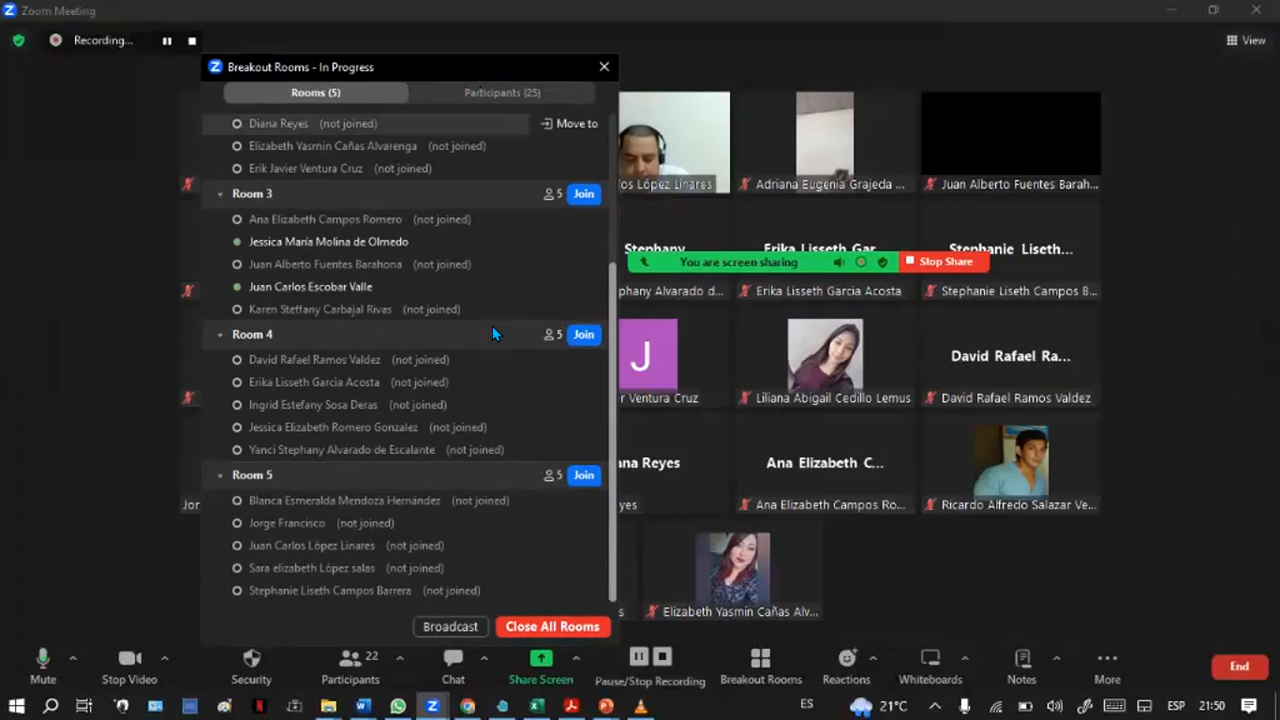 Zoom Meeting
Recording...
View
Breakout Rooms - In Progress
Rooms (5)
Participants (25)
Diana Reyes (not joined)
Move to
Elizabeth Yasmin Cañas Alvarenga (not joined)
Erik Javier Ventura Cruz (not joined)
Room 3
5
Join
Ana Elizabeth Campos Romero (not joined)
Jessica María Molina de Olmedo
Juan Alberto Fuentes Barahona (not joined)
Juan Carlos Escobar Valle
Karen Steffany Carbajal Rivas (not joined)
Room 4
5
Join
David Rafael Ramos Valdez (not joined)
Erika Lisseth Garcia Acosta (not joined)
Ingrid Estefany Sosa Deras (not joined)
Jessica Elizabeth Romero Gonzalez (not joined)
Yanci Stephany Alvarado de Escalante (not joined)
Room 5
5
Join
Blanca Esmeralda Mendoza Hernández (not joined)
Jorge Francisco (not joined)
Juan Carlos López Linares (not joined)
Sara elizabeth López salas (not joined)
Stephanie Liseth Campos Barrera (not joined)
Broadcast
Close All Rooms
los López Linares
Adriana Eugenia Grajeda ...
Juan Alberto Fuentes Barah...
Stephany
Erika Lisseth Gar
Stephanie Liseth...
You are screen sharing
Stop Share
phany Alvarado d...
Erika Lisseth Garcia Acosta
Stephanie Liseth Campos B...
J
David Rafael Ra...
r Ventura Cruz
Liliana Abigail Cedillo Lemus
David Rafael Ramos Valdez
na Reyes
Ana Elizabeth C...
Jor
yes
Ana Elizabeth Campos Ro...
Ricardo Alfredo Salazar Ve...
s
Elizabeth Yasmin Cañas Alv...
Mute
Stop Video
Security
22
Participants
Chat
Share Screen
Pause/Stop Recording
Breakout Rooms
Reactions
Whiteboards
Notes
More
End
ES
21°C
ESP
21:50